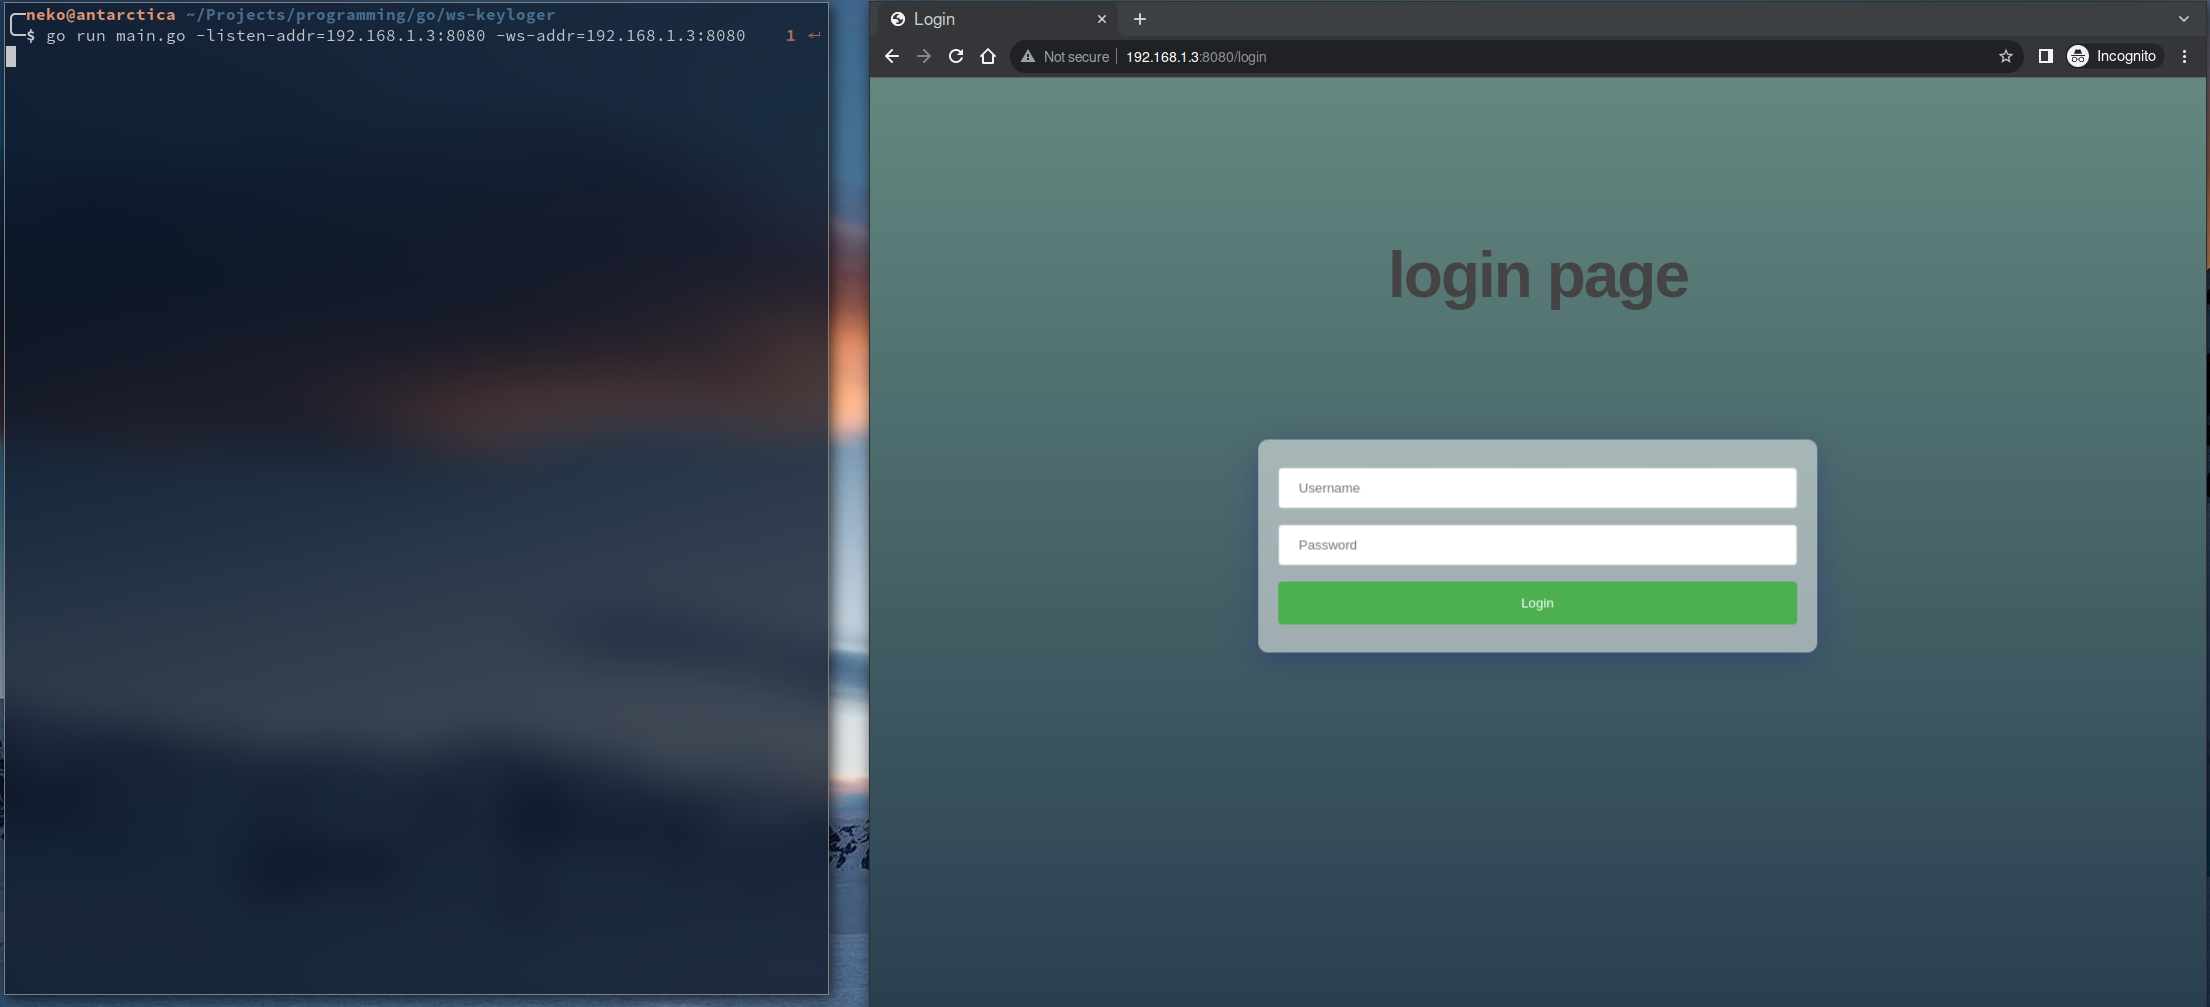 neko@antarctica ~/Projects/programming/go/ws-keyloger
$ go run main.go -listen-addr=192.168.1.3:8080 -ws-addr=192.168.1.3:8080 1 ↵
Login
Not secure 192.168.1.3:8080/login
Incognito
login page
Username
Password
Login